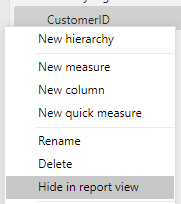 CustomerID
New hierarchy
New measure
New column
New quick measure
Rename
Delete
Hide in report view